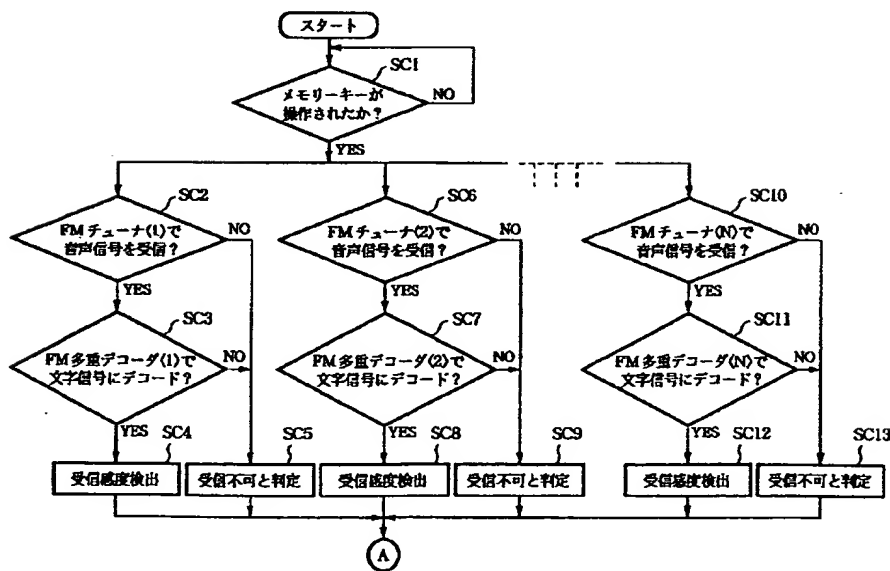 スタート
SC1
メモリーキーが
操作されたか?
NO
YES
SC2
FMチューナ(1)で
音声信号を受信?
NO
YES
SC6
FMチューナ(2)で
音声信号を受信?
NO
YES
SC10
FMチューナ(N)で
音声信号を受信?
NO
YES
SC3
FM多重デコーダ(1)で
文字信号にデコード?
NO
YES
SC7
FM多重デコーダ(2)で
文字信号にデコード?
NO
YES
SC11
FM多重デコーダ(N)で
文字信号にデコード?
NO
YES
SC4
受信感度検出
SC5
受信不可と判定
SC8
受信感度検出
SC9
受信不可と判定
SC12
受信感度検出
SC13
受信不可と判定
A